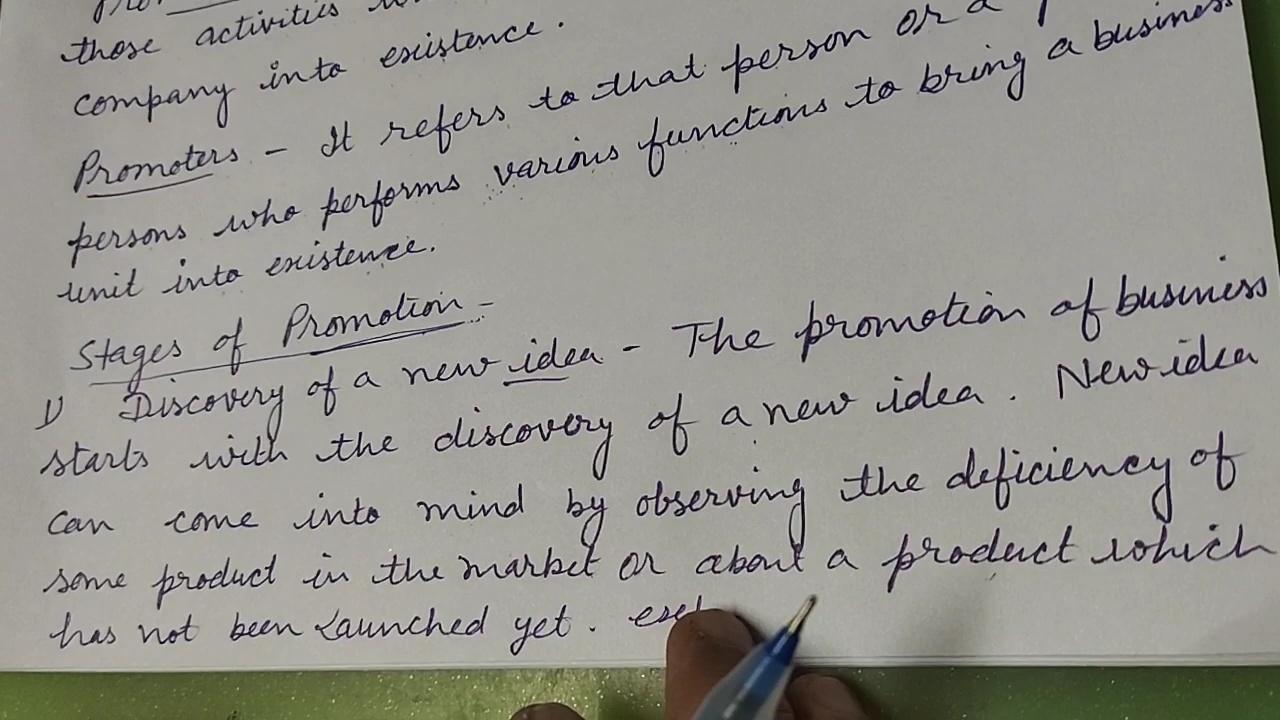 those activities
company into existence.
Promoters - It refers to that person or a
persons who performs various functions to bring a business
unit into existence.
Stages of Promotion -
1) Discovery of a new idea - The promotion of business
starts with the discovery of a new idea. New idea
can come into mind by observing the deficiency of
some product in the market or about a product which
has not been Launched yet.